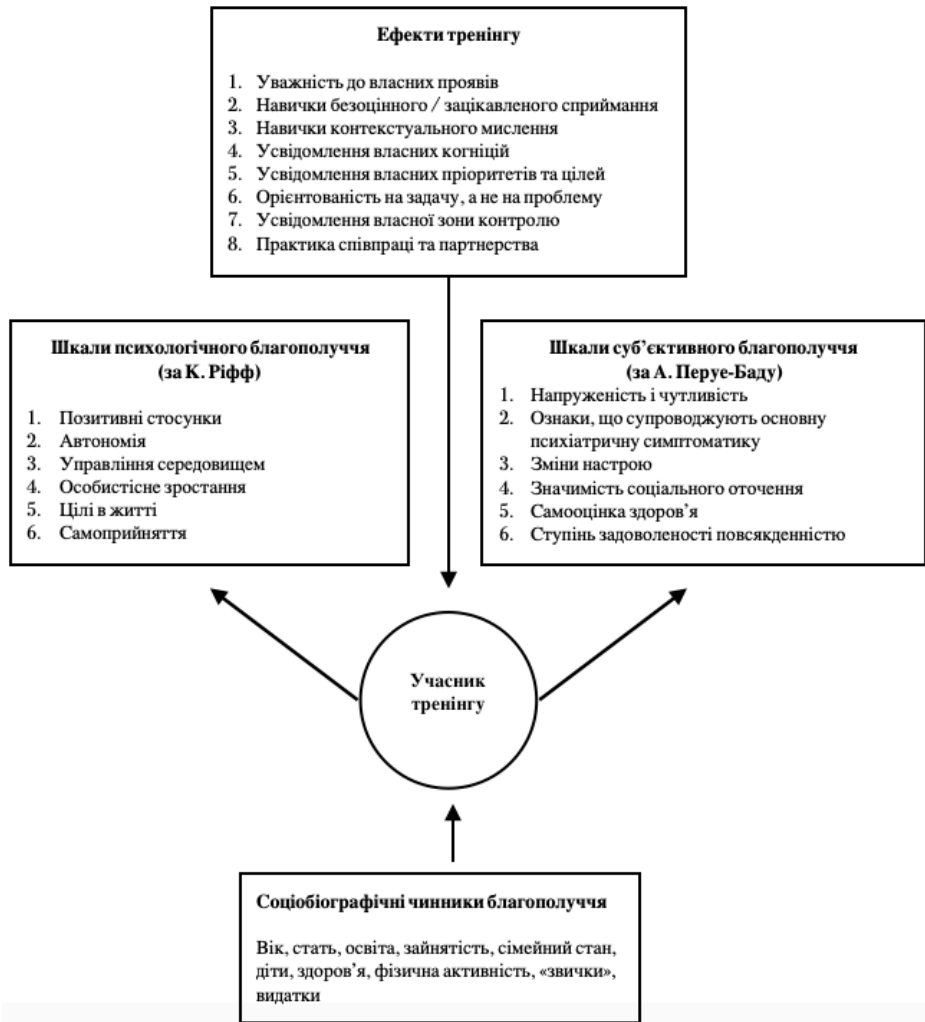 Ефекти тренінгу
1. Уважність до власних проявів
2. Навички безоцінного / зацікавленого сприймання
3. Навички контекстуального мислення
4. Усвідомлення власних когніцій
5. Усвідомлення власних пріоритетів та цілей
6. Орієнтованість на задачу, а не на проблему
7. Усвідомлення власної зони контролю
8. Практика співпраці та партнерства
Шкали психологічного благополуччя
(за К. Ріфф)
1. Позитивні стосунки
2. Автономія
3. Управління середовищем
4. Особистісне зростання
5. Цілі в житті
6. Самоприйняття
Шкали суб’єктивного благополуччя
(за А. Перуе-Баду)
1. Напруженість і чутливість
2. Ознаки, що супроводжують основну
психіатричну симптоматику
3. Зміни настрою
4. Значимість соціального оточення
5. Самооцінка здоров’я
6. Ступінь задоволеності повсякденністю
Учасник
тренінгу
Соціобіографічні чинники благополуччя
Вік, стать, освіта, зайнятість, сімейний стан,
діти, здоров’я, фізична активність, «звички»,
видатки